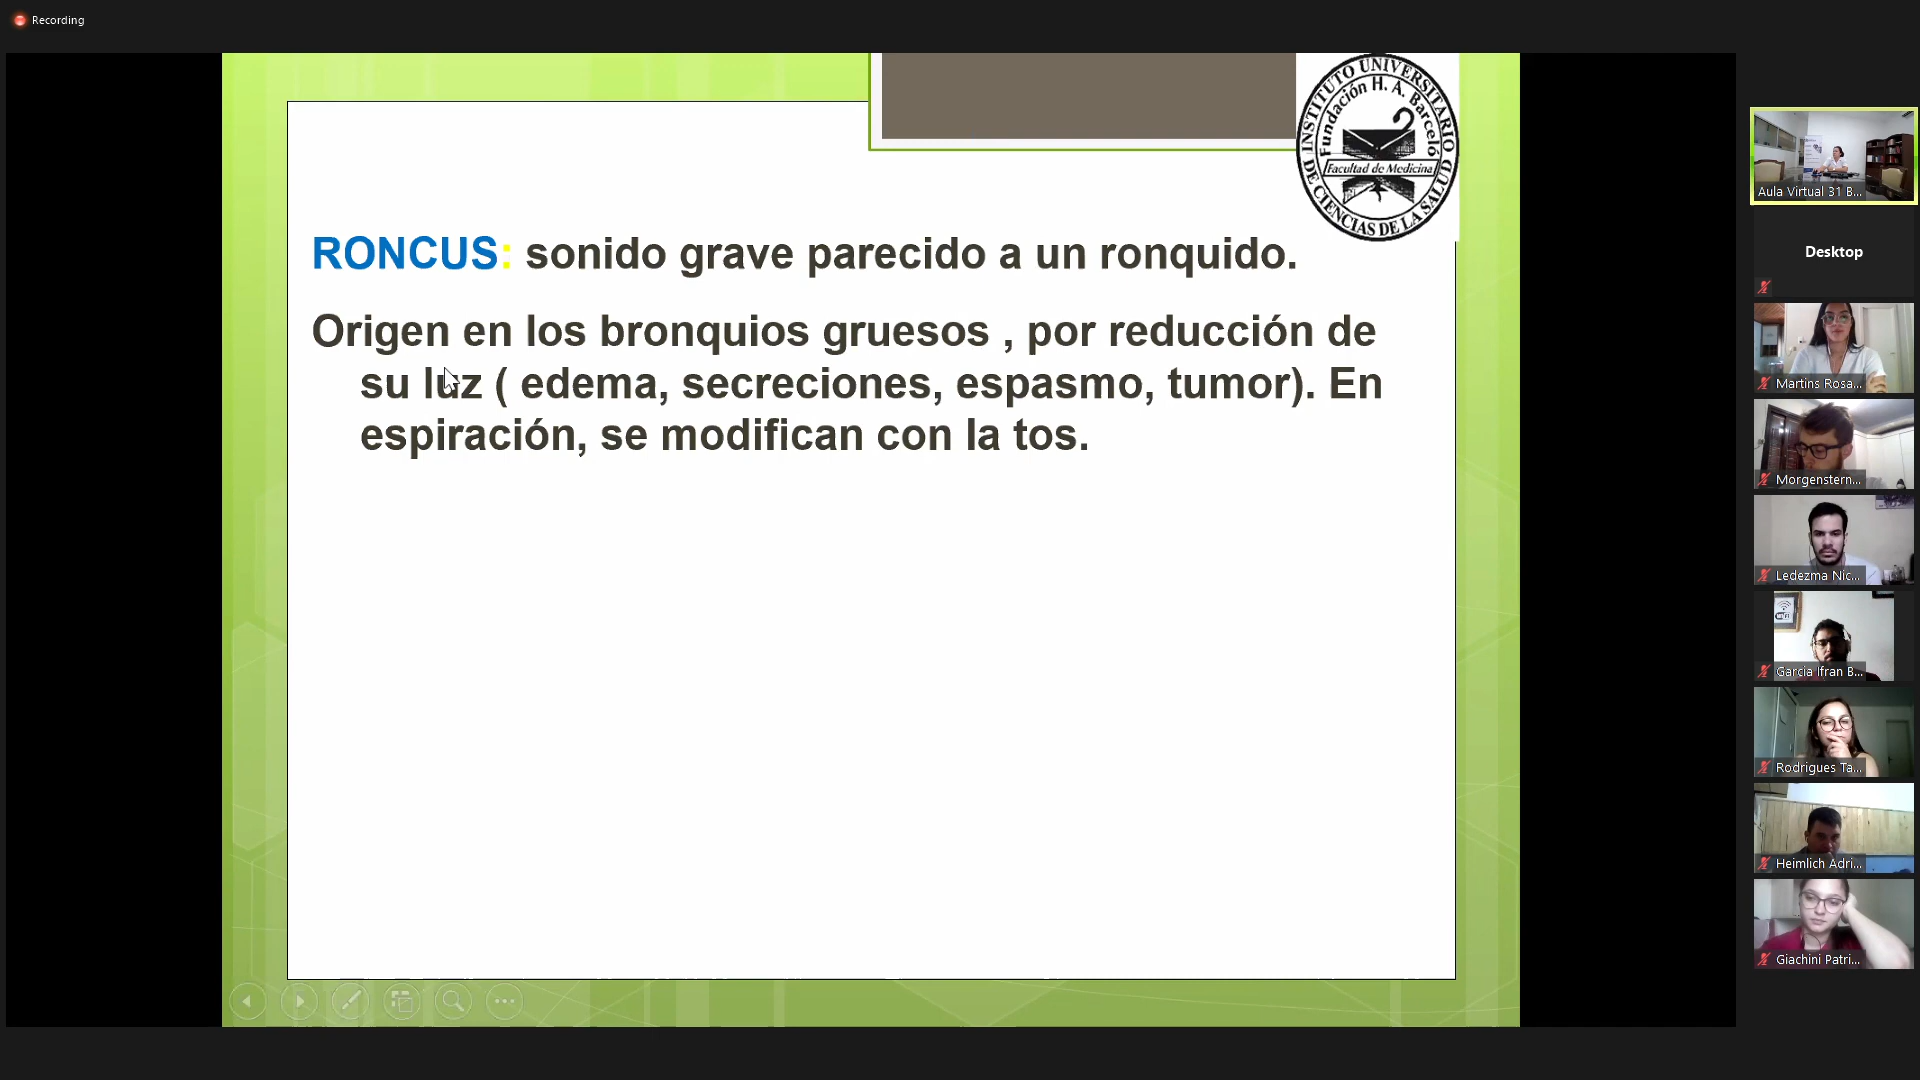 Recording
INSTITUTO UNIVERSITARIO
DE CIENCIAS DE LA SALUD
Fundación H. A. Barceló
Facultad de Medicina
RONCUS: sonido grave parecido a un ronquido.
Origen en los bronquios gruesos , por reducción de
su luz ( edema, secreciones, espasmo, tumor). En
espiración, se modifican con la tos.
Aula Virtual 31 B...
Desktop
Martins Rosa...
Morgenstern...
Ledezma Nic...
Garcia Ifran B...
Rodrigues Ta...
Heimlich Adri...
Giachini Patri...